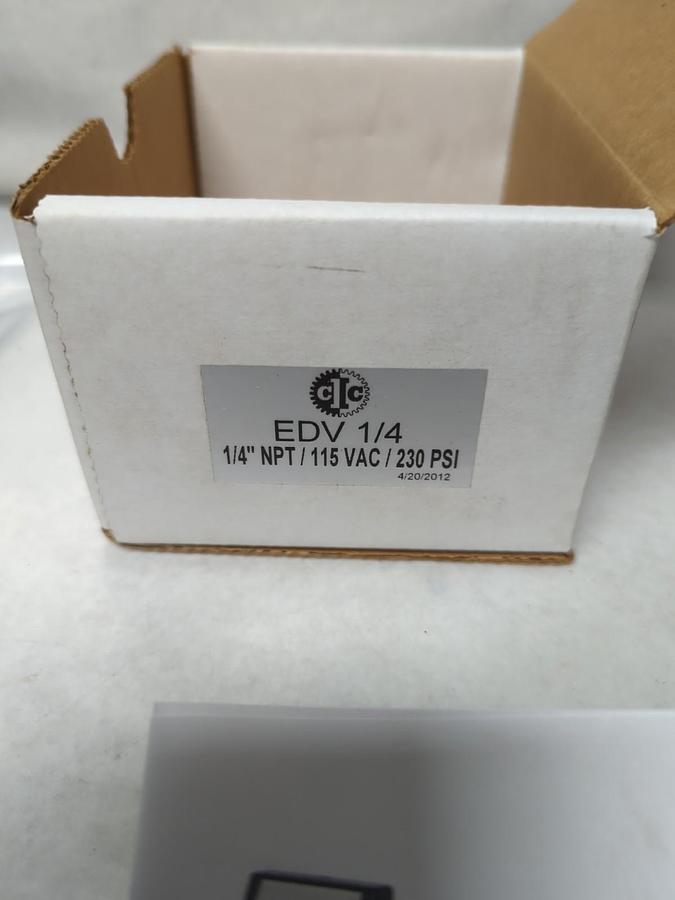 CIC
EDV 1/4
1/4" NPT / 115 VAC / 230 PSI
4/20/2012